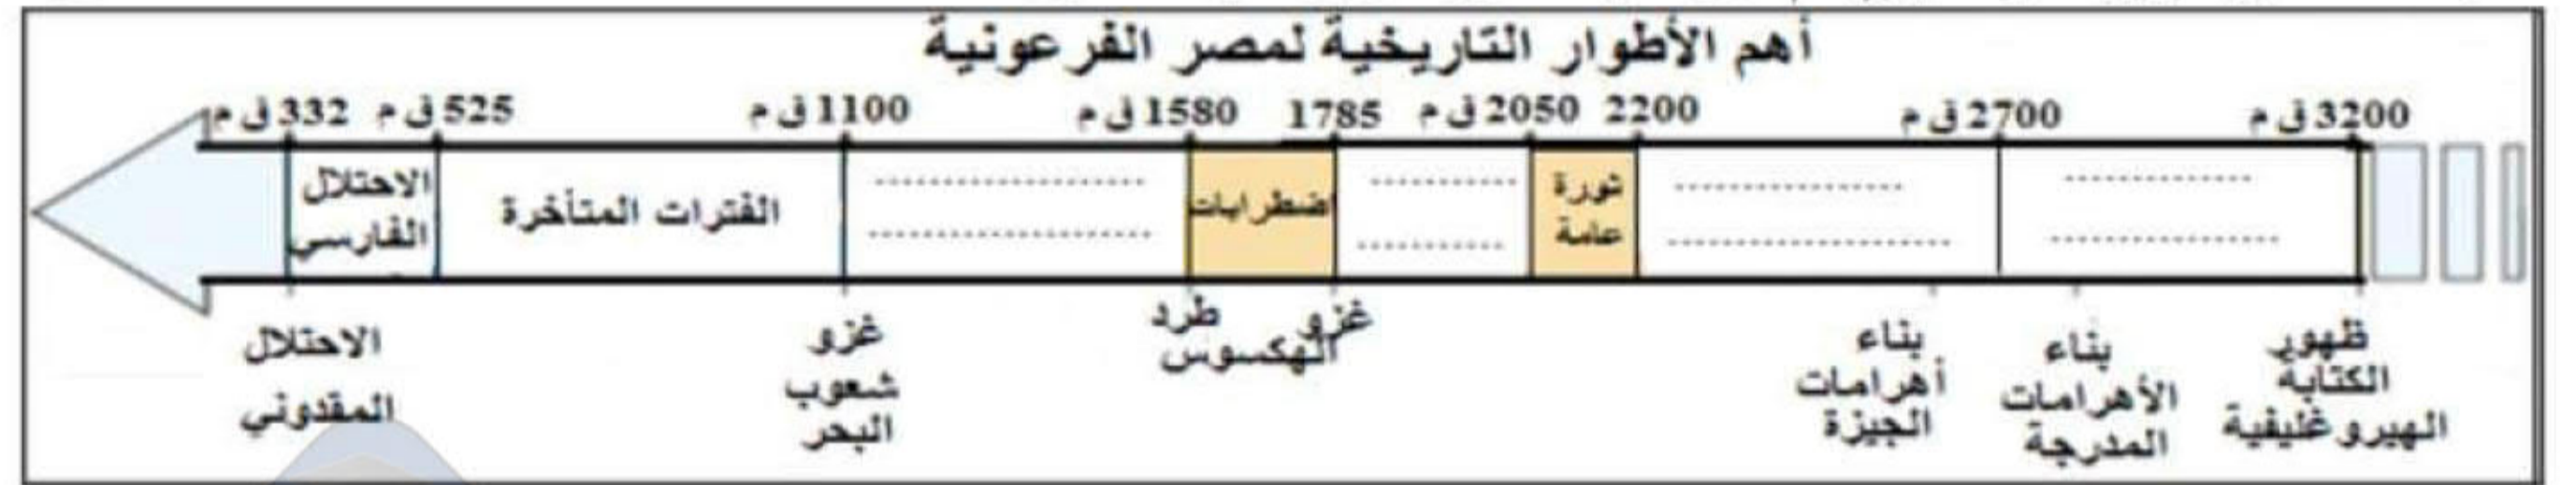 أهم الأطوار التاريخية لمصر الفرعونية
3200 ق م
2700 ق م
2200
2050 ق م
1785
1580 ق م
1100 ق م
525 ق م
332 ق م
ثورة
عامة
اضطرابات
الفترات المتأخرة
الاحتلال
الفارسي
ظهور
الكتابة
الهيروغليفية
بناء
الأهرامات
المدرجة
بناء
أهرامات
الجيزة
غزو
طرد
الهكسوس
غزو
شعوب
البحر
الاحتلال
المقدوني